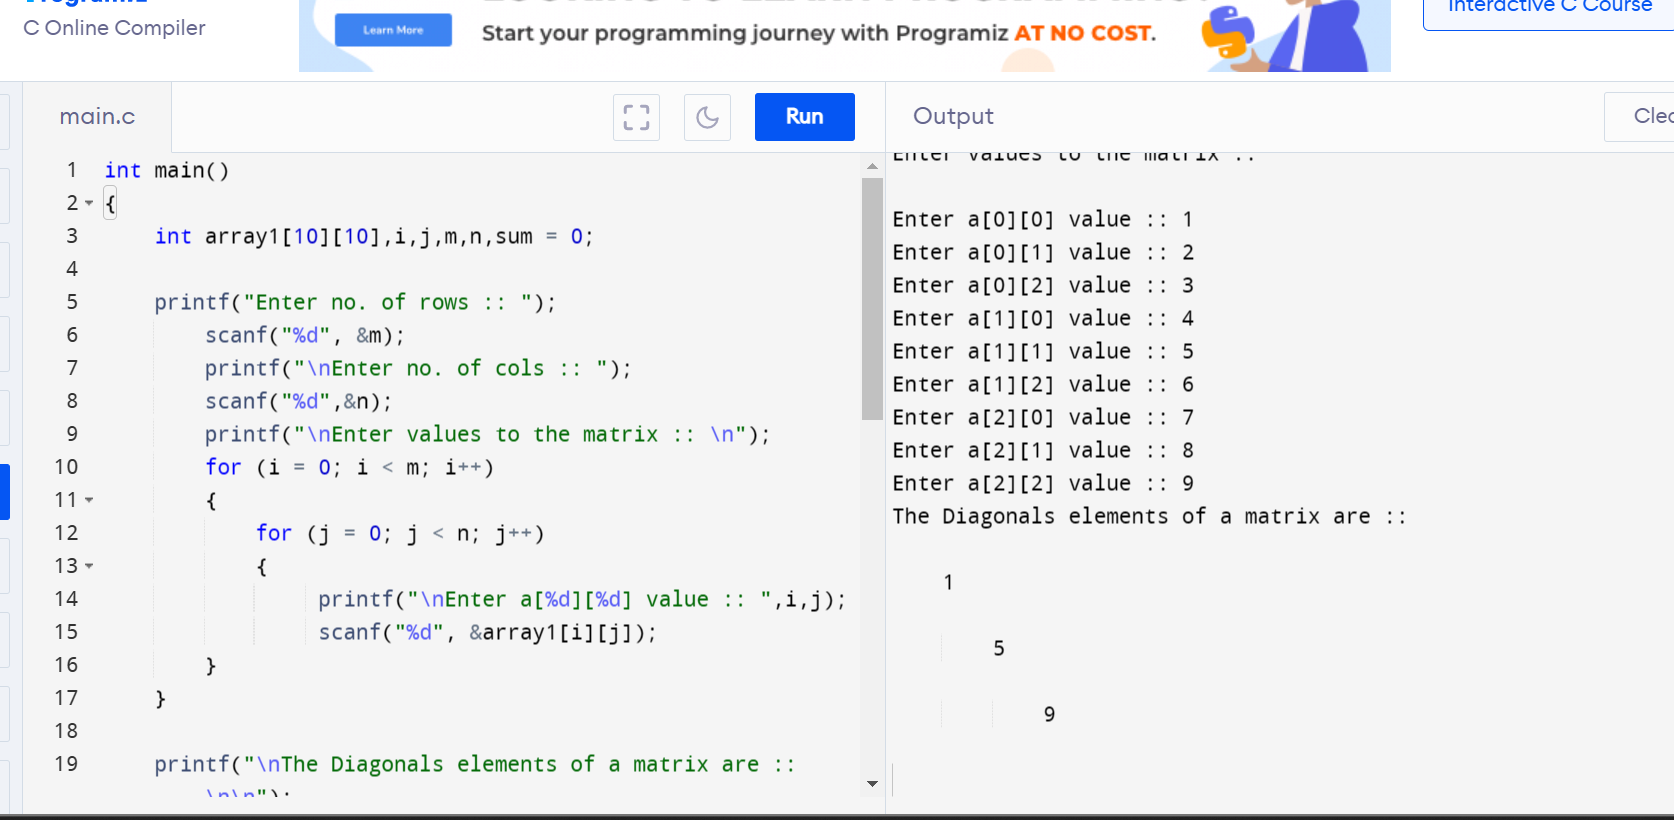 Programiz
C Online Compiler
Learn More
Start your programming journey with Programiz AT NO COST.
Interactive C Course
main.c
Run
1 int main()
2 {
3 int array1[10][10],i,j,m,n,sum = 0;
4
5 printf("Enter no. of rows :: ");
6 scanf("%d", &m);
7 printf("\nEnter no. of cols :: ");
8 scanf("%d",&n);
9 printf("\nEnter values to the matrix :: \n");
10 for (i = 0; i < m; i++)
11 {
12 for (j = 0; j < n; j++)
13 {
14 printf("\nEnter a[%d][%d] value :: ",i,j);
15 scanf("%d", &array1[i][j]);
16 }
17 }
18
19 printf("\nThe Diagonals elements of a matrix are ::
\n\n");
Output
Enter values to the matrix ::
Enter a[0][0] value :: 1
Enter a[0][1] value :: 2
Enter a[0][2] value :: 3
Enter a[1][0] value :: 4
Enter a[1][1] value :: 5
Enter a[1][2] value :: 6
Enter a[2][0] value :: 7
Enter a[2][1] value :: 8
Enter a[2][2] value :: 9
The Diagonals elements of a matrix are ::
1
5
9